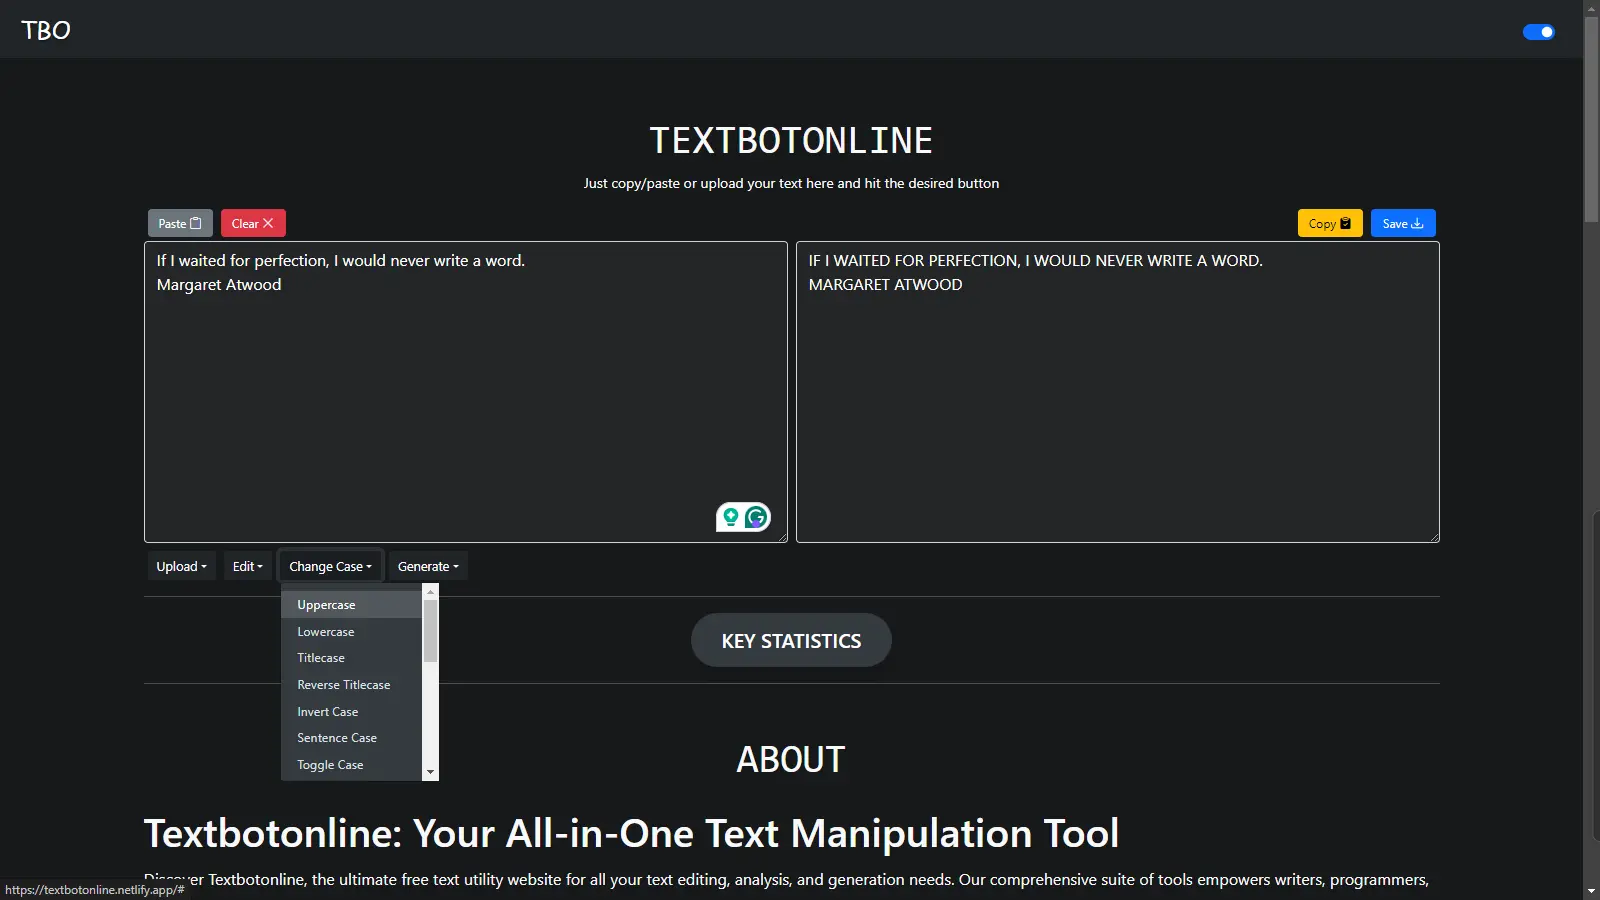 TBO
TEXTBOTONLINE
Just copy/paste or upload your text here and hit the desired button
Paste
Clear
Copy
Save
If I waited for perfection, I would never write a word.
Margaret Atwood
IF I WAITED FOR PERFECTION, I WOULD NEVER WRITE A WORD.
MARGARET ATWOOD
Upload
Edit
Change Case
Generate
Uppercase
Lowercase
Titlecase
Reverse Titlecase
Invert Case
Sentence Case
Toggle Case
KEY STATISTICS
ABOUT
Textbotonline: Your All-in-One Text Manipulation Tool
Discover Textbotonline, the ultimate free text utility website for all your text editing, analysis, and generation needs. Our comprehensive suite of tools empowers writers, programmers,
https://textbotonline.netlify.app/#